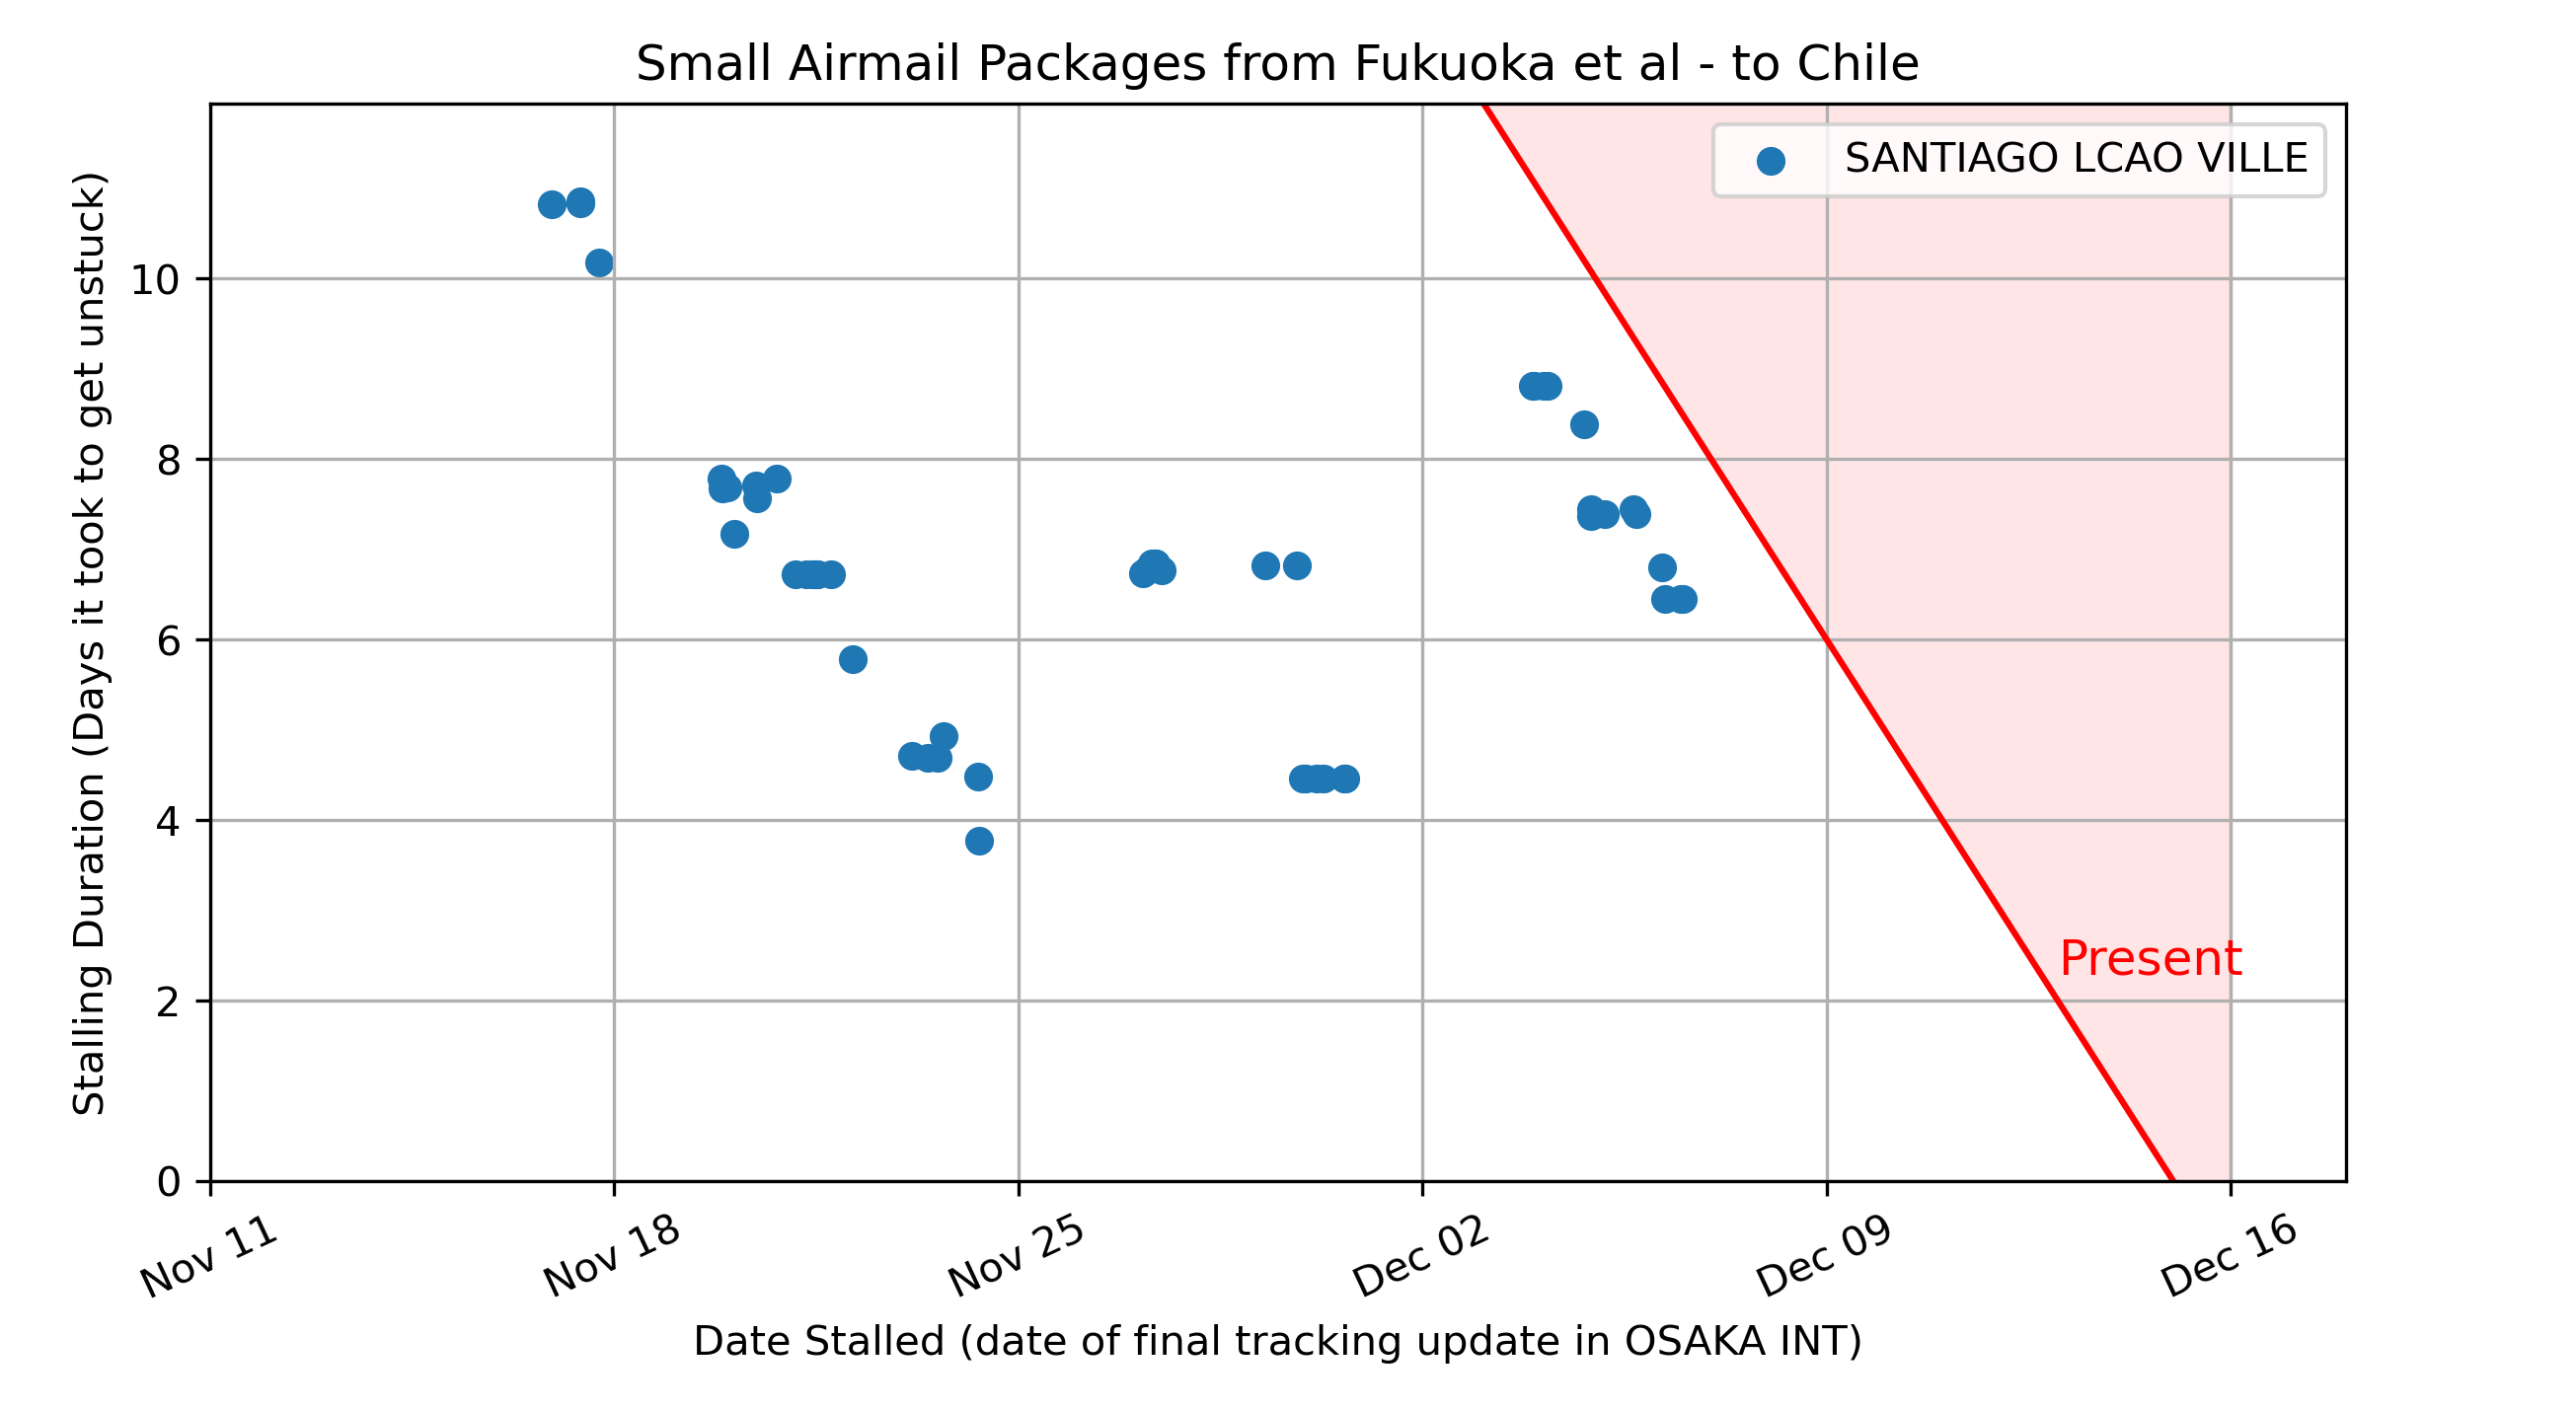 Small Airmail Packages from Fukuoka et al - to Chile
SANTIAGO LCAO VILLE
Stalling Duration (Days it took to get unstuck)
10
8
6
4
2
0
Present
Nov 11
Nov 18
Nov 25
Dec 02
Dec 09
Dec 16
Date Stalled (date of final tracking update in OSAKA INT)